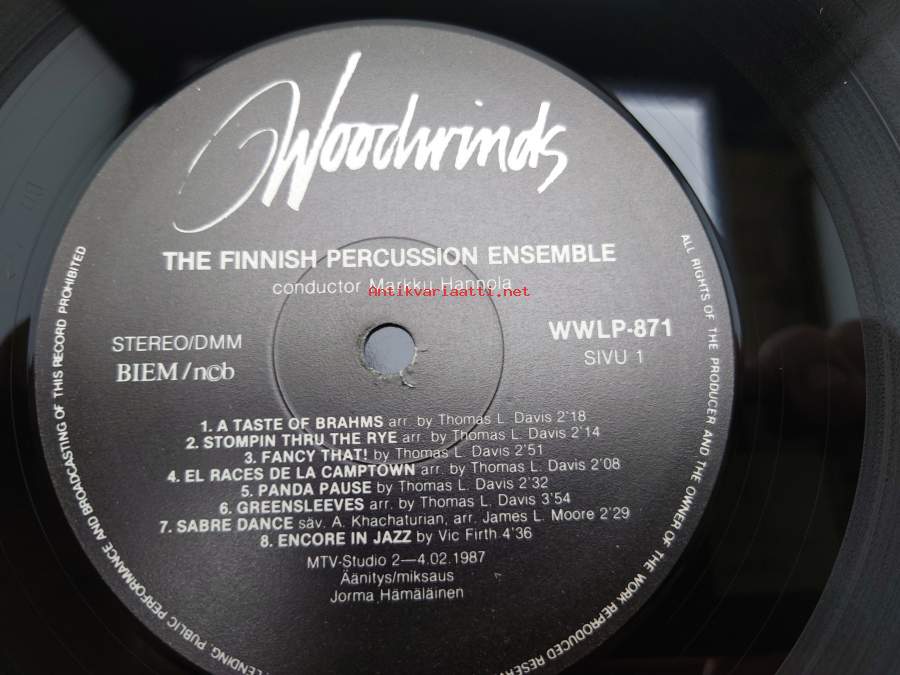 Woodwinds
THE FINNISH PERCUSSION ENSEMBLE
conductor Markku Hannola
Antikvariaatti.net
STEREO/DMM
BIEM/n©b
WWLP-871
SIVU 1
1. A TASTE OF BRAHMS arr. by Thomas L. Davis 2'18
2. STOMPIN THRU THE RYE arr. by Thomas L. Davis 2'14
3. FANCY THAT! by Thomas L. Davis 2'51
4. EL RACES DE LA CAMPTOWN arr. by Thomas L. Davis 2'08
5. PANDA PAUSE by Thomas L. Davis 2'32
6. GREENSLEEVES arr. by Thomas L. Davis 3'54
7. SABRE DANCE säv. A. Khachaturian, arr. James L. Moore 2'29
8. ENCORE IN JAZZ by Vic Firth 4'36
MTV-Studio 2—4.02.1987
Äänitys/miksaus
Jorma Hämäläinen
ALL RIGHTS OF THE PRODUCER AND THE OWNER OF THE WORK REPRODUCED
LENDING, PUBLIC PERFORMANCE AND BROADCASTING OF THIS RECORD PROHIBITED